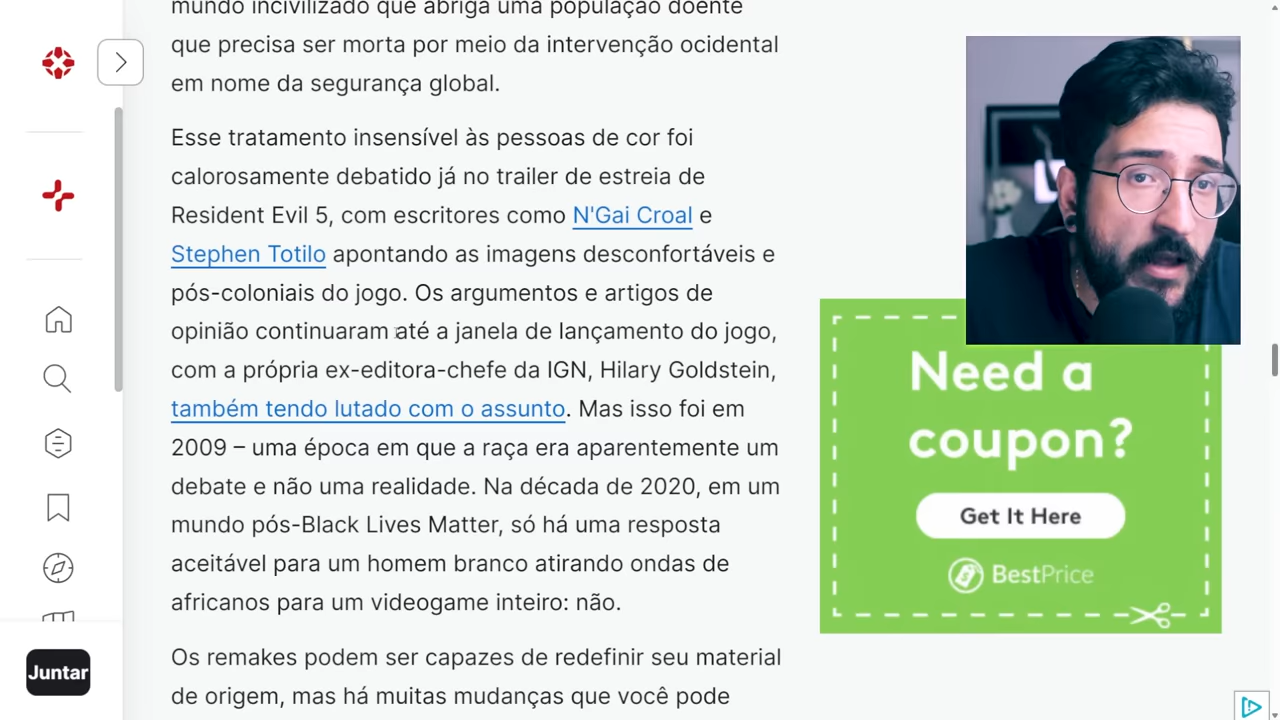 mundo incivilizado que abriga uma população doente
que precisa ser morta por meio da intervenção ocidental
em nome da segurança global.
Esse tratamento insensível às pessoas de cor foi
calorosamente debatido já no trailer de estreia de
Resident Evil 5, com escritores como N'Gai Croal e
Stephen Totilo apontando as imagens desconfortáveis e
pós-coloniais do jogo. Os argumentos e artigos de
opinião continuaram até a janela de lançamento do jogo,
com a própria ex-editora-chefe da IGN, Hilary Goldstein,
também tendo lutado com o assunto. Mas isso foi em
2009 – uma época em que a raça era aparentemente um
debate e não uma realidade. Na década de 2020, em um
mundo pós-Black Lives Matter, só há uma resposta
aceitável para um homem branco atirando ondas de
africanos para um videogame inteiro: não.
Os remakes podem ser capazes de redefinir seu material
de origem, mas há muitas mudanças que você pode
Juntar
Need a
coupon?
Get It Here
BestPrice